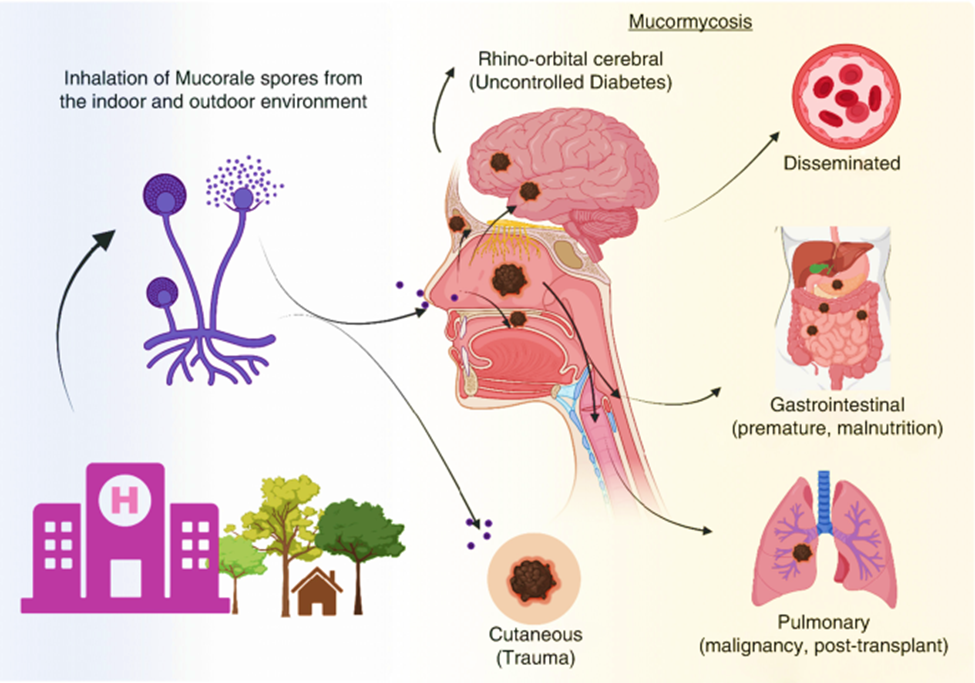 Mucormycosis
Inhalation of Mucorale spores from
the indoor and outdoor environment
Rhino-orbital cerebral
(Uncontrolled Diabetes)
Disseminated
Gastrointestinal
(premature, malnutrition)
H
Cutaneous
(Trauma)
Pulmonary
(malignancy, post-transplant)